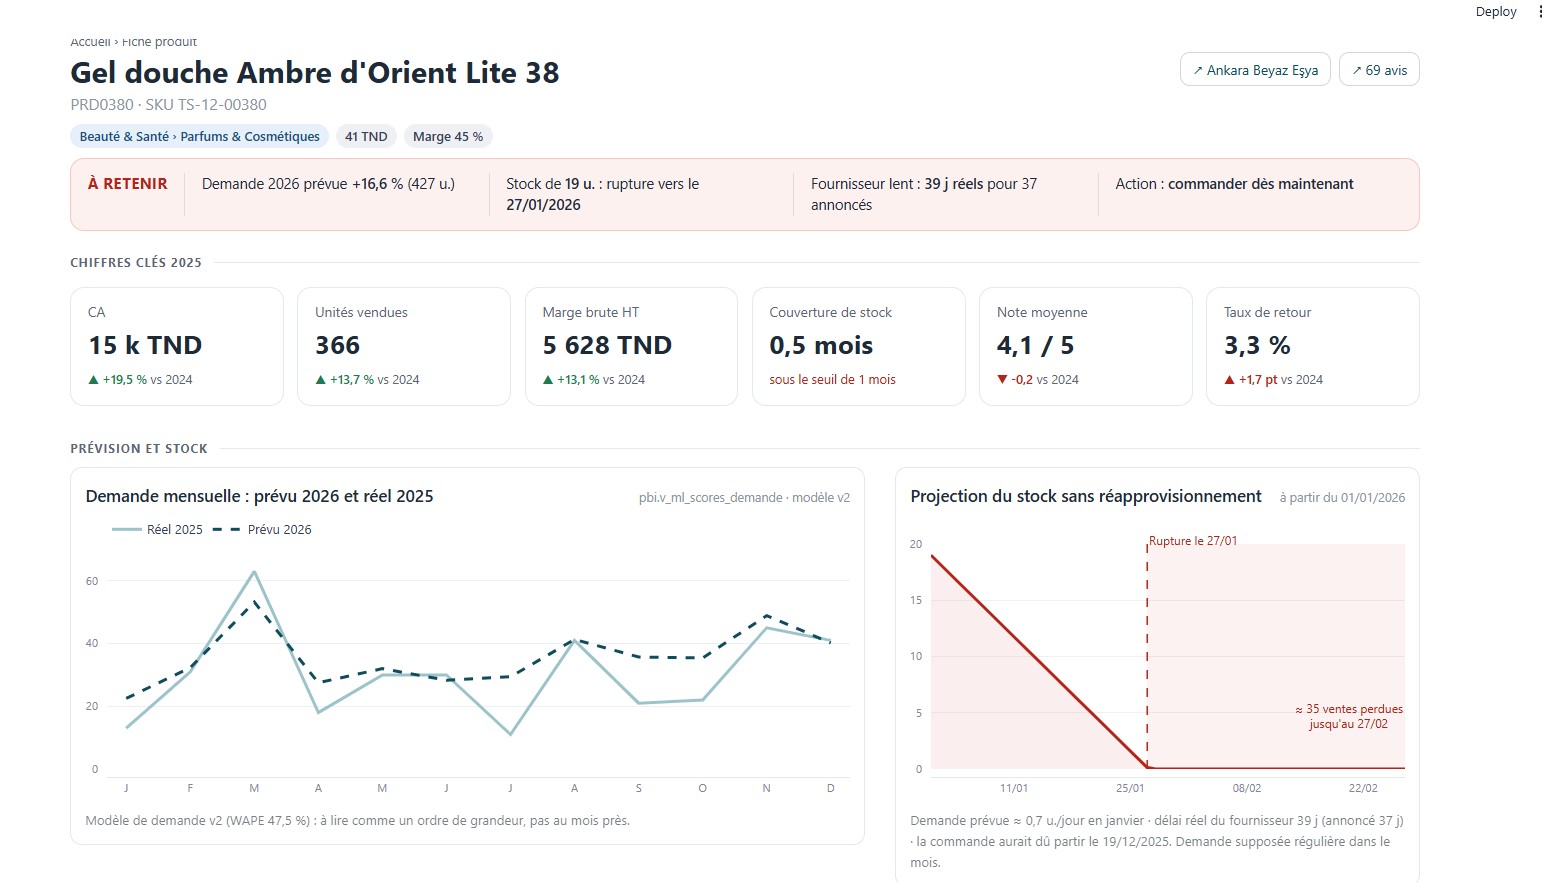 Deploy
Accueil › Fiche produit
Gel douche Ambre d'Orient Lite 38
↗ Ankara Beyaz Eşya
↗ 69 avis
PRD0380 · SKU TS-12-00380
Beauté & Santé › Parfums & Cosmétiques
41 TND
Marge 45 %
À RETENIR
Demande 2026 prévue +16,6 % (427 u.)
Stock de 19 u. : rupture vers le
27/01/2026
Fournisseur lent : 39 j réels pour 37
annoncés
Action : commander dès maintenant
CHIFFRES CLÉS 2025
CA
15 k TND
▲ +19,5 % vs 2024
Unités vendues
366
▲ +13,7 % vs 2024
Marge brute HT
5 628 TND
▲ +13,1 % vs 2024
Couverture de stock
0,5 mois
sous le seuil de 1 mois
Note moyenne
4,1 / 5
▼ -0,2 vs 2024
Taux de retour
3,3 %
▲ +1,7 pt vs 2024
PRÉVISION ET STOCK
Demande mensuelle : prévu 2026 et réel 2025
pbi.v_ml_scores_demande · modèle v2
Réel 2025
Prévu 2026
60
40
20
0
J F M A M J J A S O N D
Modèle de demande v2 (WAPE 47,5 %) : à lire comme un ordre de grandeur, pas au mois près.
Projection du stock sans réapprovisionnement
à partir du 01/01/2026
Rupture le 27/01
20
15
10
5
0
≈ 35 ventes perdues
jusqu'au 27/02
11/01 25/01 08/02 22/02
Demande prévue ≈ 0,7 u./jour en janvier · délai réel du fournisseur 39 j (annoncé 37 j)
· la commande aurait dû partir le 19/12/2025. Demande supposée régulière dans le
mois.